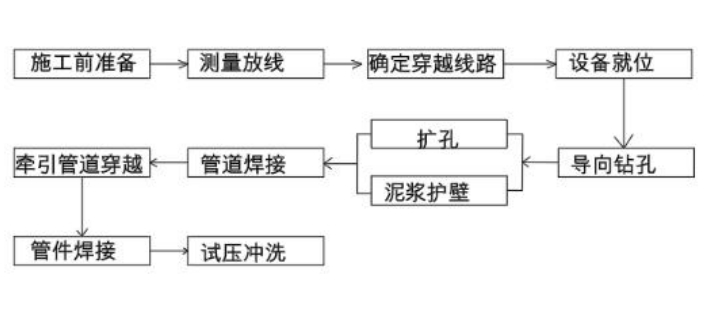 施工前准备
测量放线
确定穿越线路
设备就位
导向钻孔
扩孔
泥浆护壁
管道焊接
牵引管道穿越
管件焊接
试压冲洗